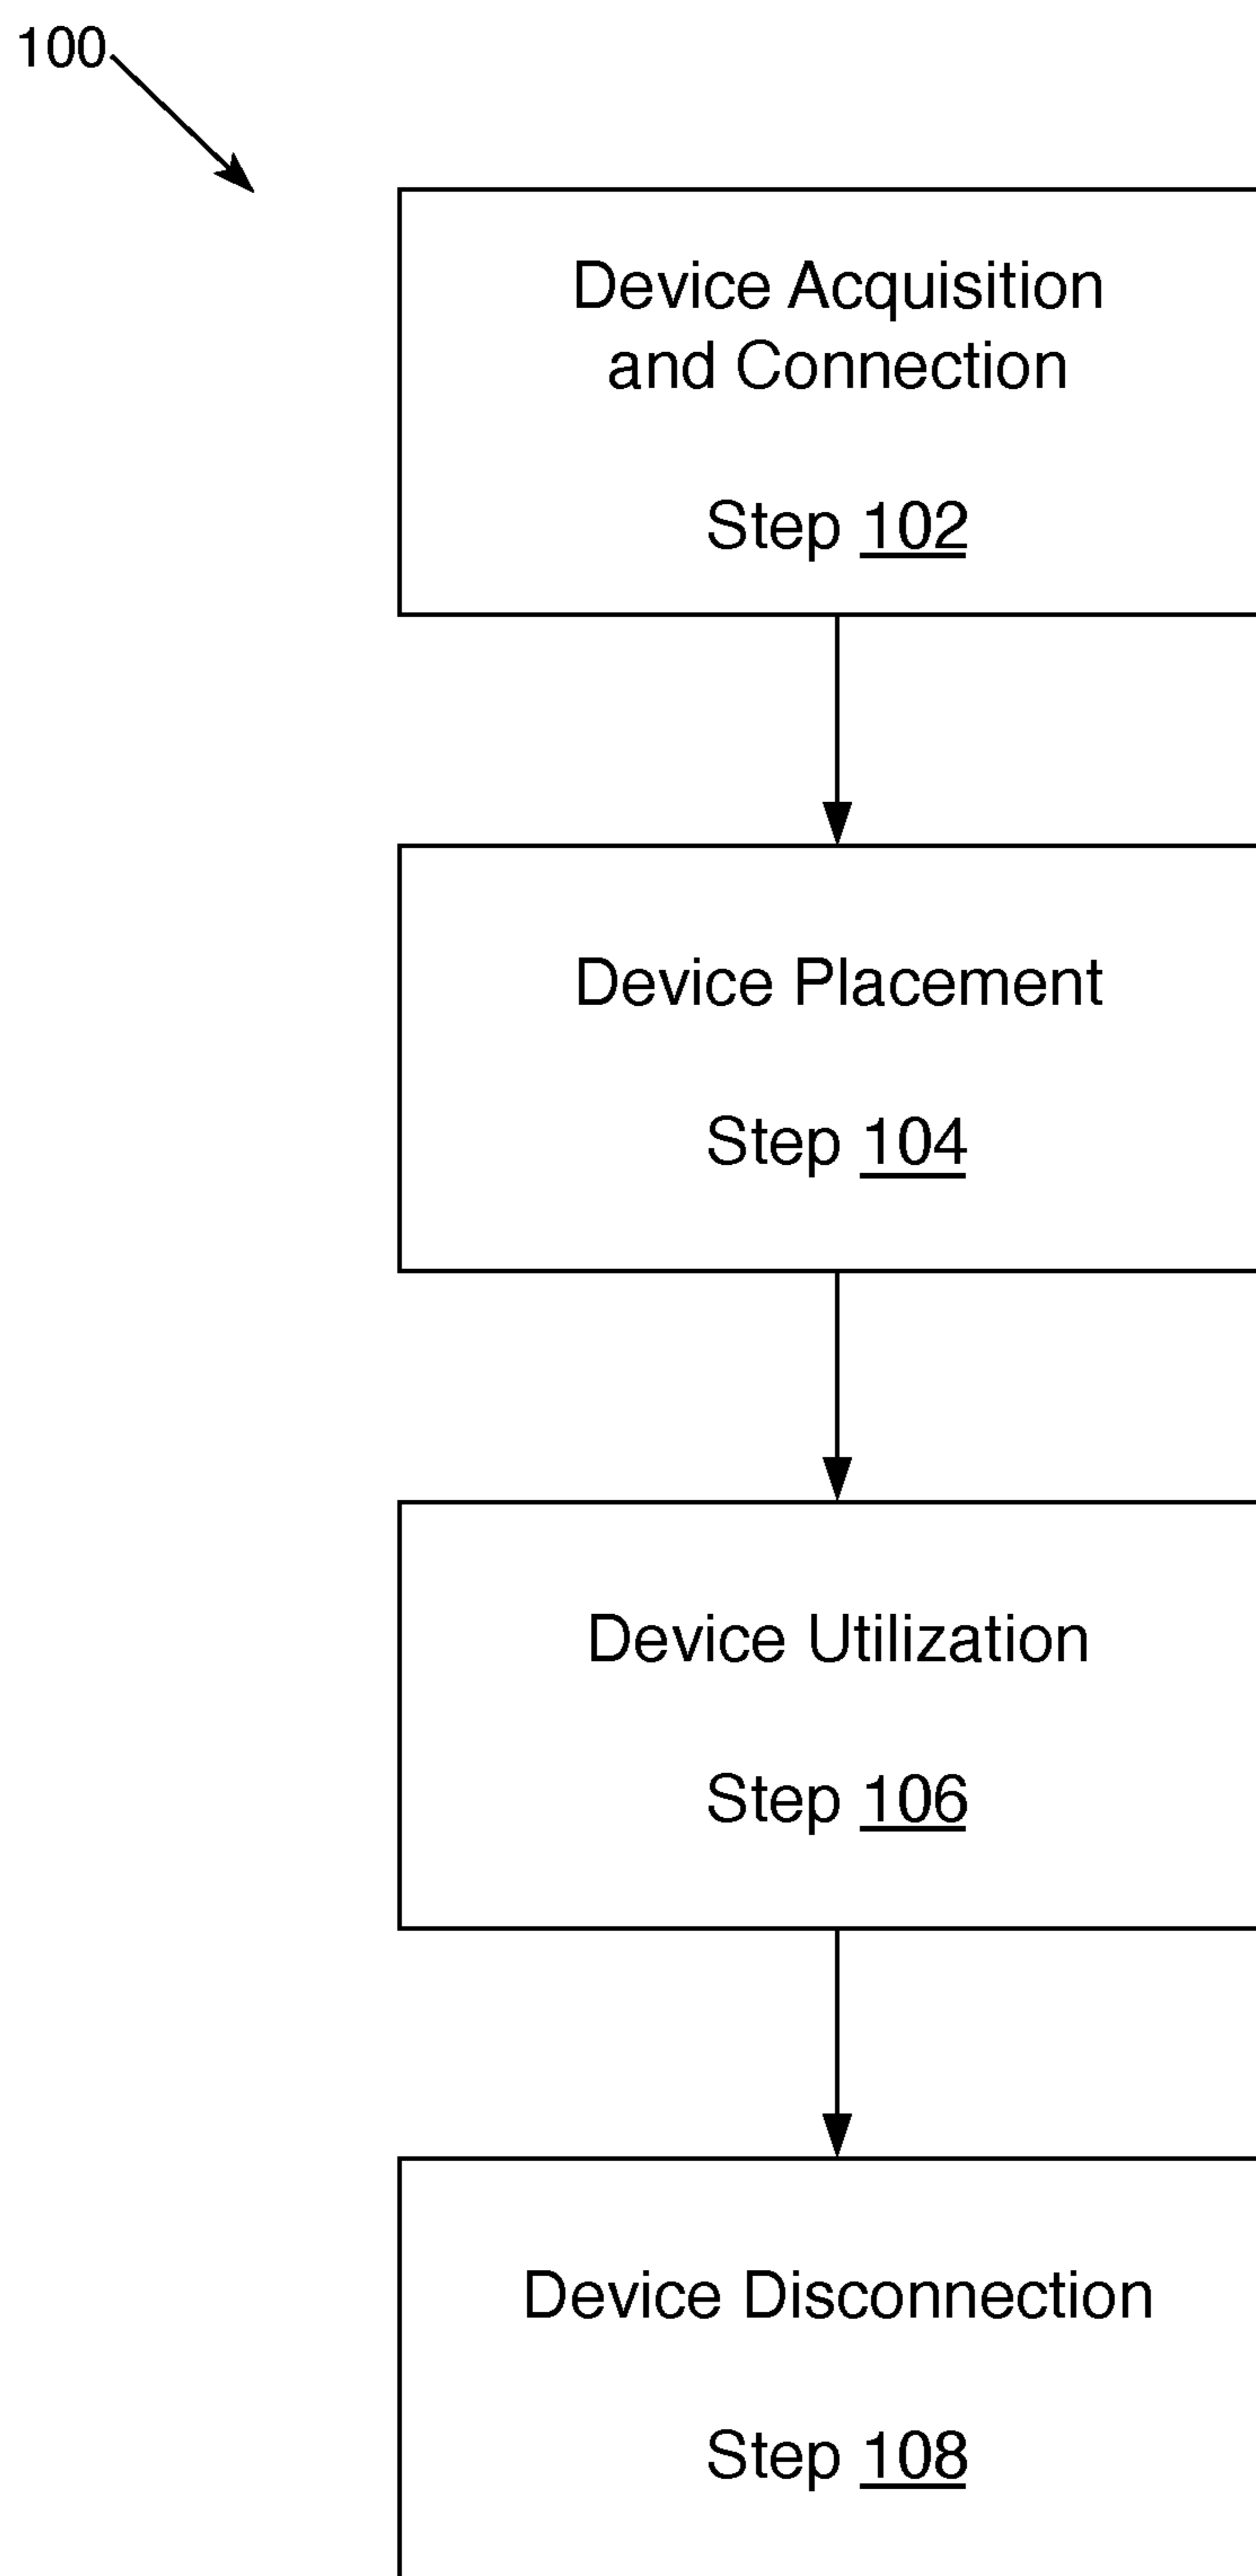 100
Device Acquisition
and Connection
Step 102
Device Placement
Step 104
Device Utilization
Step 106
Device Disconnection
Step 108